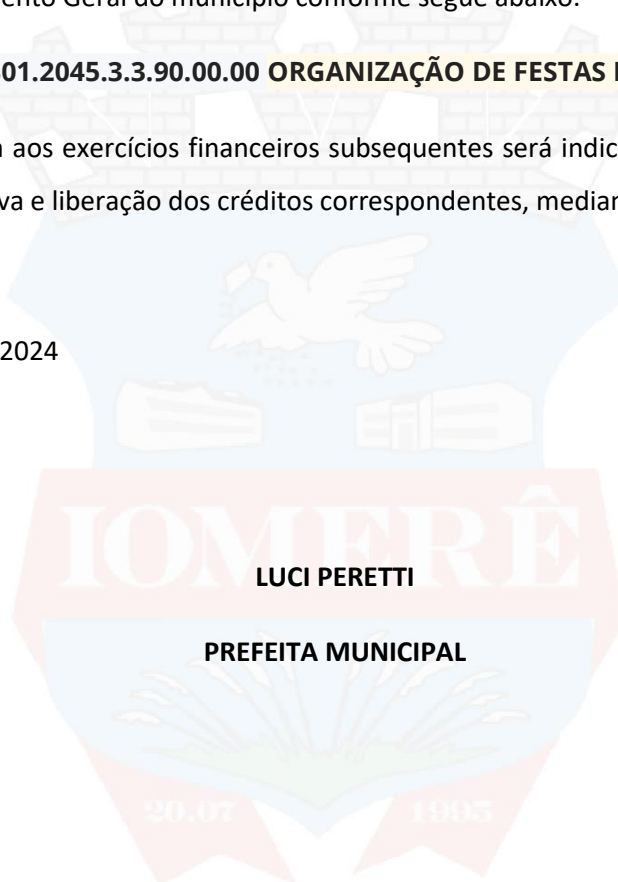 ento Geral do município conforme segue abaixo:
01.2045.3.3.90.00.00 ORGANIZAÇÃO DE FESTAS
aos exercícios financeiros subsequentes será indic
va e liberação dos créditos correspondentes, median
2024
IOMERÊ
LUCI PERETTI
PREFEITA MUNICIPAL
20.07 1995